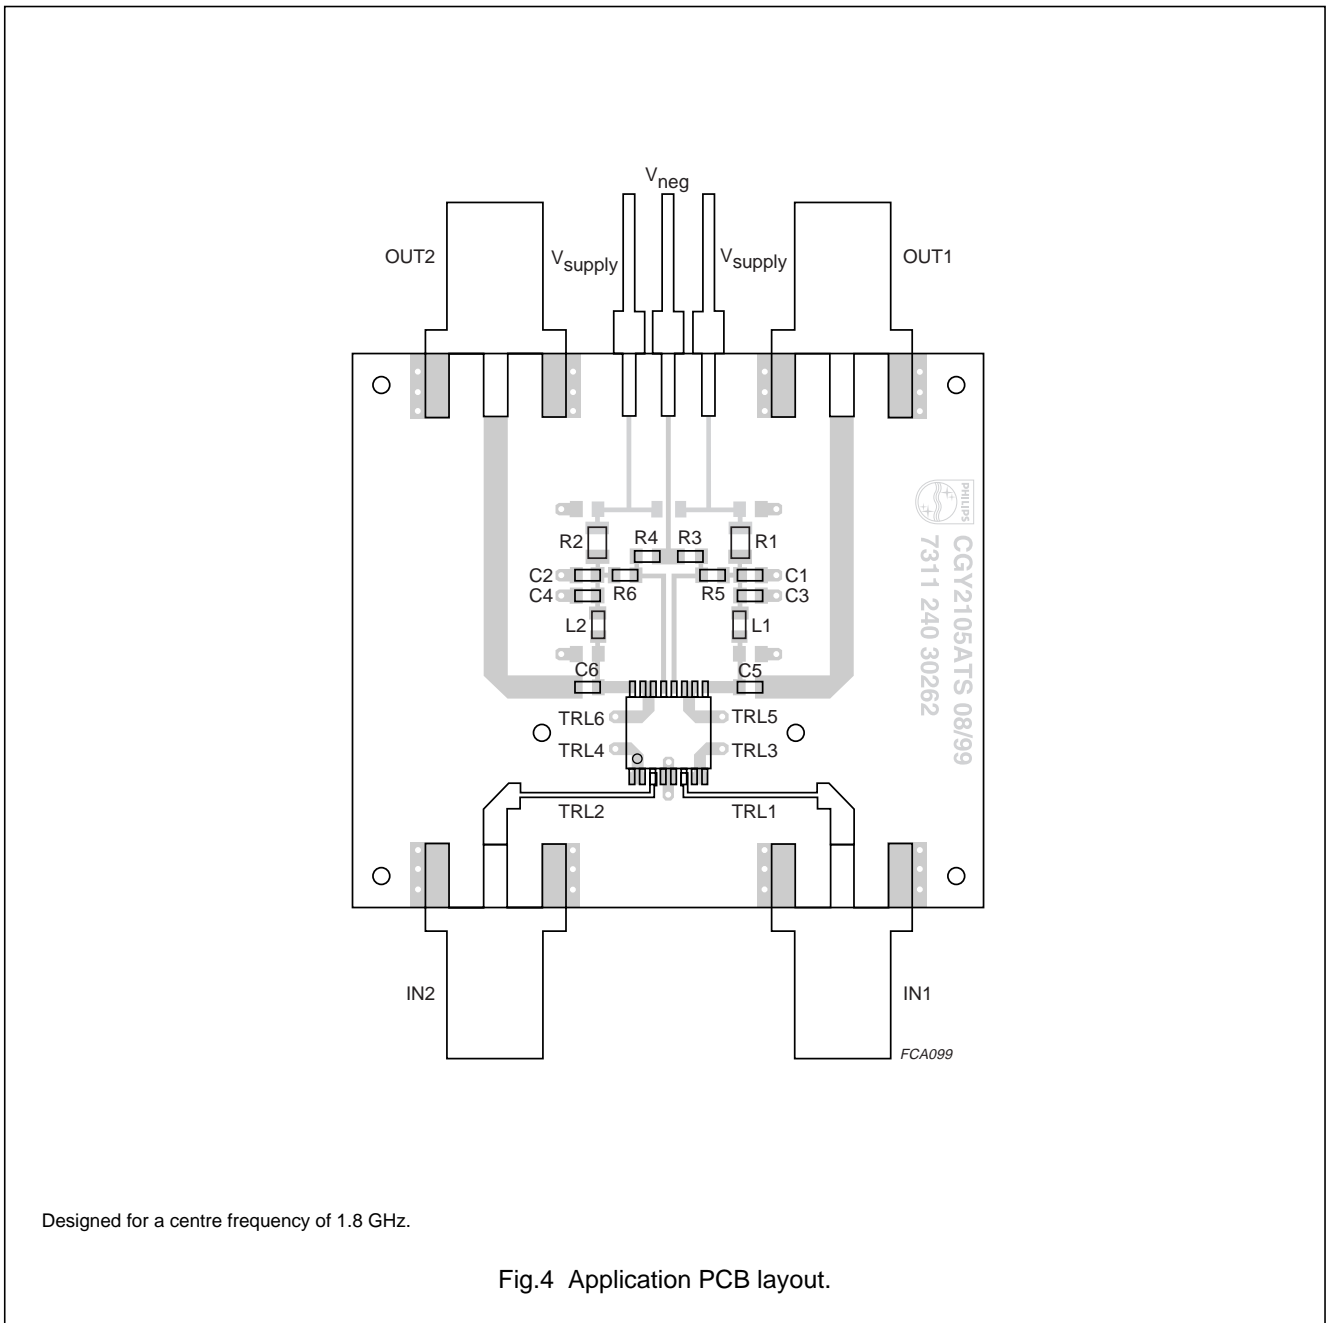 Vneg
OUT2
Vsupply
Vsupply
OUT1
PHILIPS
CGY2105ATS 08/99
7311 240 30262
R2
R4
R3
R1
C2
R6
R5
C1
C4
C3
L2
L1
C6
C5
TRL6
TRL5
TRL4
TRL3
TRL2
TRL1
IN2
IN1
FCA099
Designed for a centre frequency of 1.8 GHz.
Fig.4 Application PCB layout.